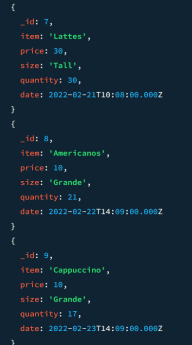 {
_id: 7,
item: 'Lattes',
price: 30,
size: 'Tall',
quantity: 30,
date: 2022-02-21T10:08:00.000Z
}
{
_id: 8,
item: 'Americanos',
price: 10,
size: 'Grande',
quantity: 21,
date: 2022-02-22T14:09:00.000Z
}
{
_id: 9,
item: 'Cappuccino',
price: 10,
size: 'Grande',
quantity: 17,
date: 2022-02-23T14:09:00.000Z
}